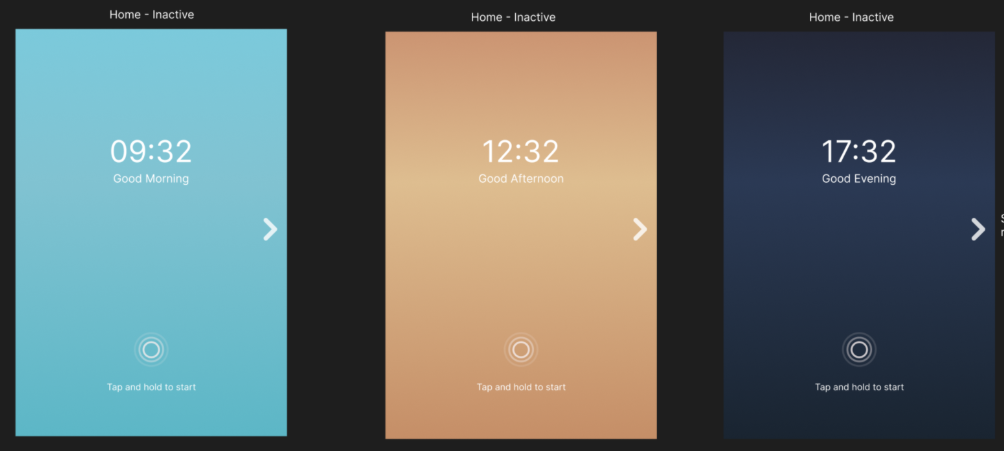 Home - Inactive
09:32
Good Morning
Tap and hold to start
Home - Inactive
12:32
Good Afternoon
Tap and hold to start
Home - Inactive
17:32
Good Evening
Tap and hold to start